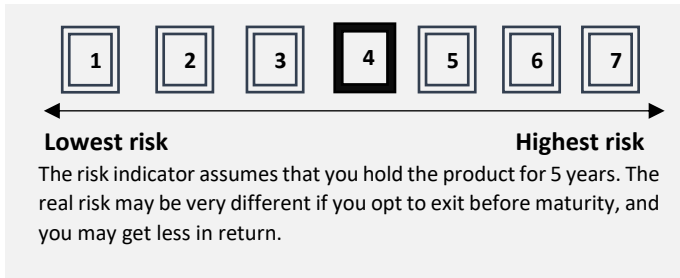 1 2 3 4 5 6 7
Lowest risk Highest risk
The risk indicator assumes that you hold the product for 5 years. The
real risk may be very different if you opt to exit before maturity, and
you may get less in return.